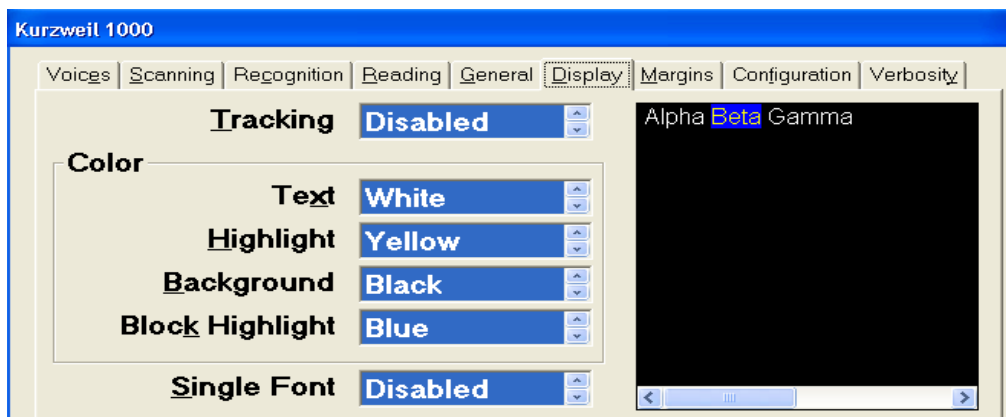 Kurzweil 1000
Voices Scanning Recognition Reading General Display Margins Configuration Verbosity
Tracking Disabled
Color
Text White
Highlight Yellow
Background Black
Block Highlight Blue
Single Font Disabled
Alpha Beta Gamma